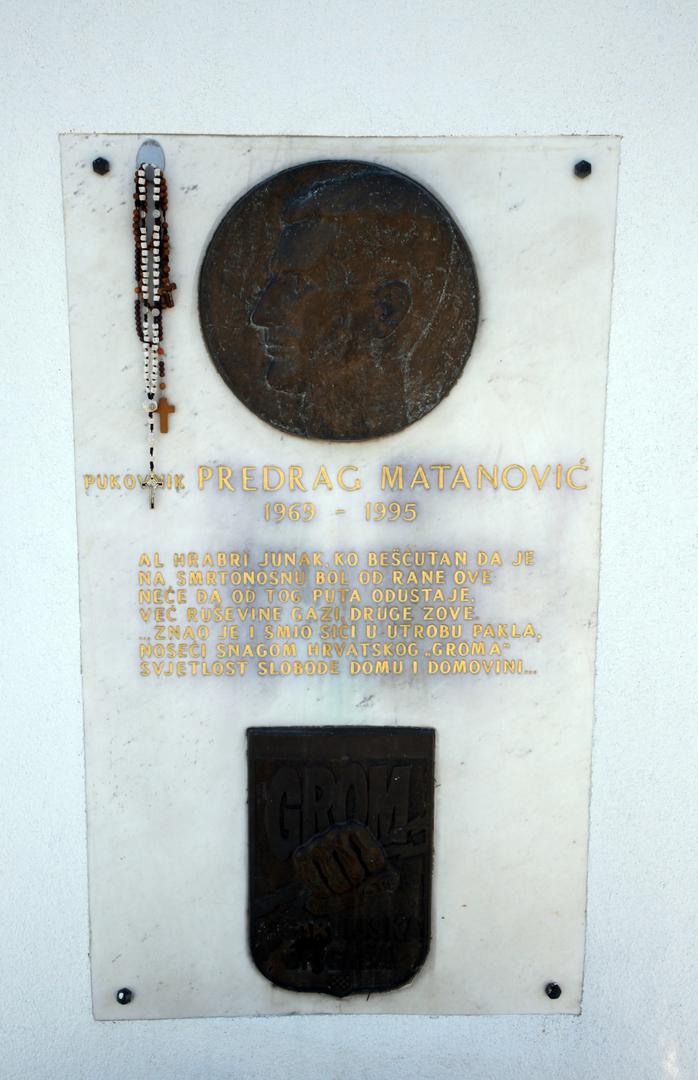 PUKOVNIK PREDRAG MATANOVIĆ
1969 - 1995
AL HRABRI JUNAK, KO BEŠĆUTAN DA JE
NA SMRTONOSNU BOL OD RANE OVE
NEĆE DA OD TOG PUTA ODUSTAJE,
VEĆ RUŠEVINE GAZI, DRUGE ZOVE.
...ZNAO JE I SMIO SIĆI U UTROBU PAKLA,
NOSEĆI SNAGOM HRVATSKOG „GROMA"
SVJETLOST SLOBODE DOMU I DOMOVINI...
GROM